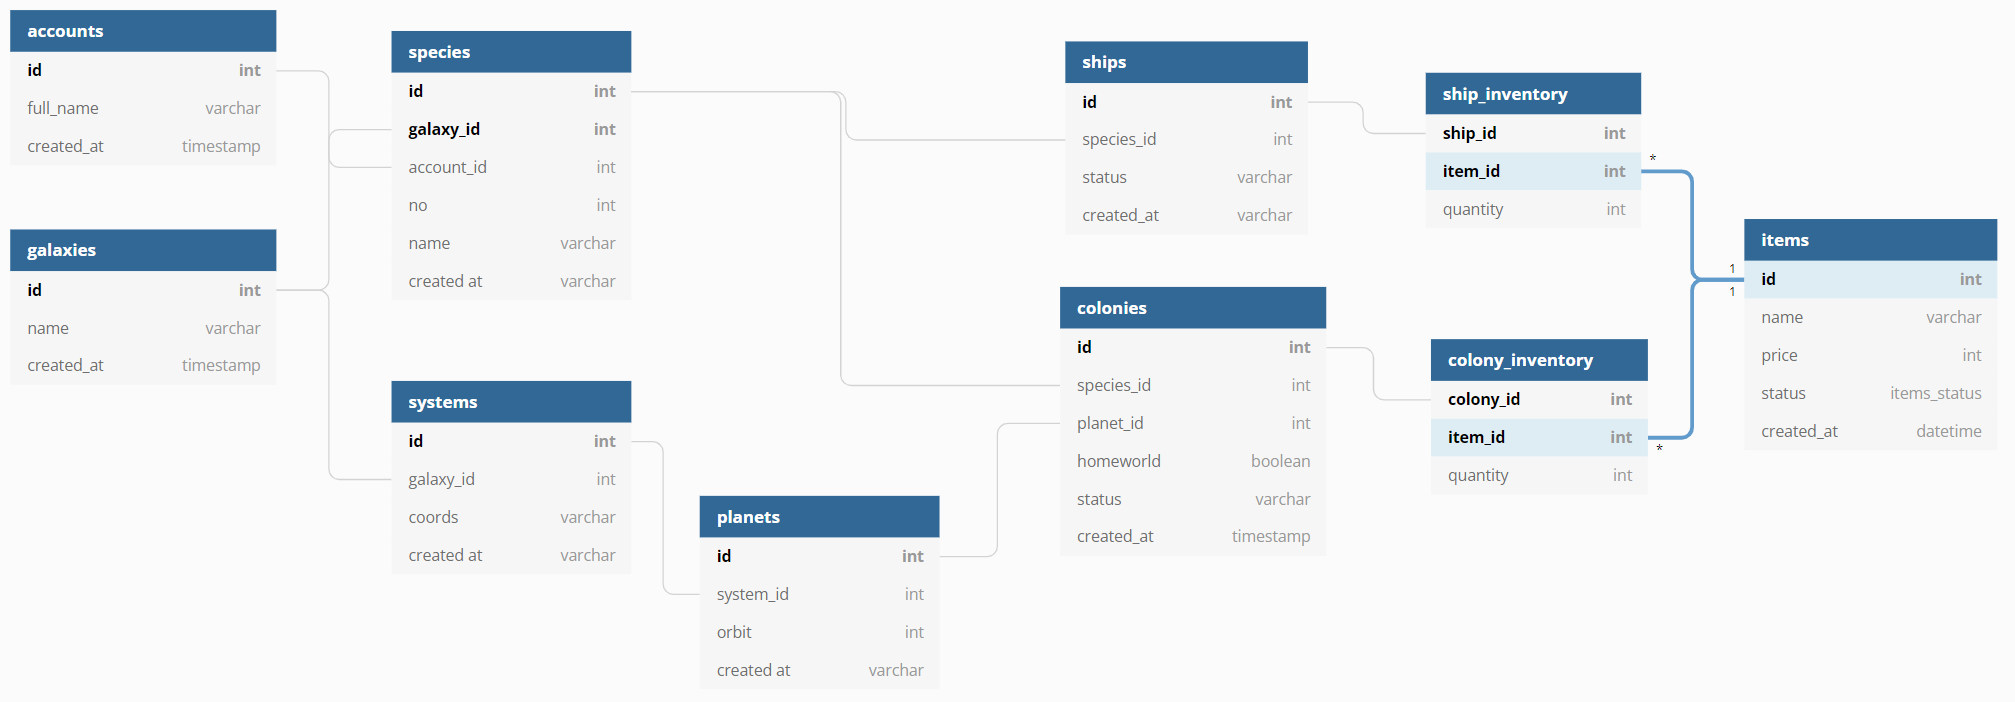 accounts
id int
full_name varchar
created_at timestamp
galaxies
id int
name varchar
created_at timestamp
species
id int
galaxy_id int
account_id int
no int
name varchar
created at varchar
systems
id int
galaxy_id int
coords varchar
created at varchar
planets
id int
system_id int
orbit int
created at varchar
ships
id int
species_id int
status varchar
created_at varchar
colonies
id int
species_id int
planet_id int
homeworld boolean
status varchar
created_at timestamp
ship_inventory
ship_id int
item_id int *
quantity int
colony_inventory
colony_id int
item_id int *
quantity int
items
1
id int
1
name varchar
price int
status items_status
created_at datetime